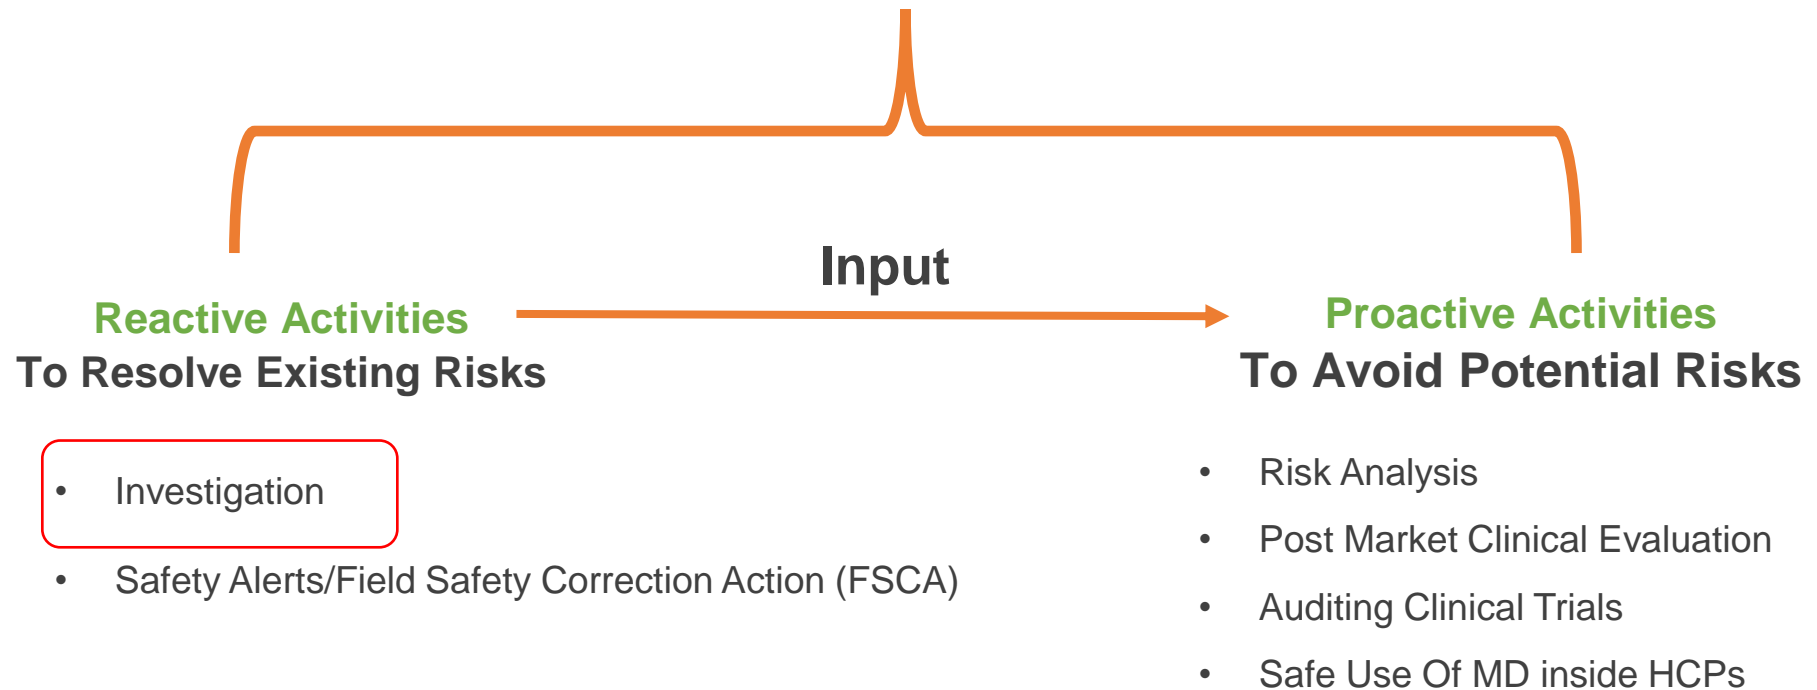 Input
Reactive Activities
To Resolve Existing Risks
• Investigation
• Safety Alerts/Field Safety Correction Action (FSCA)
Proactive Activities
To Avoid Potential Risks
• Risk Analysis
• Post Market Clinical Evaluation
• Auditing Clinical Trials
• Safe Use Of MD inside HCPs